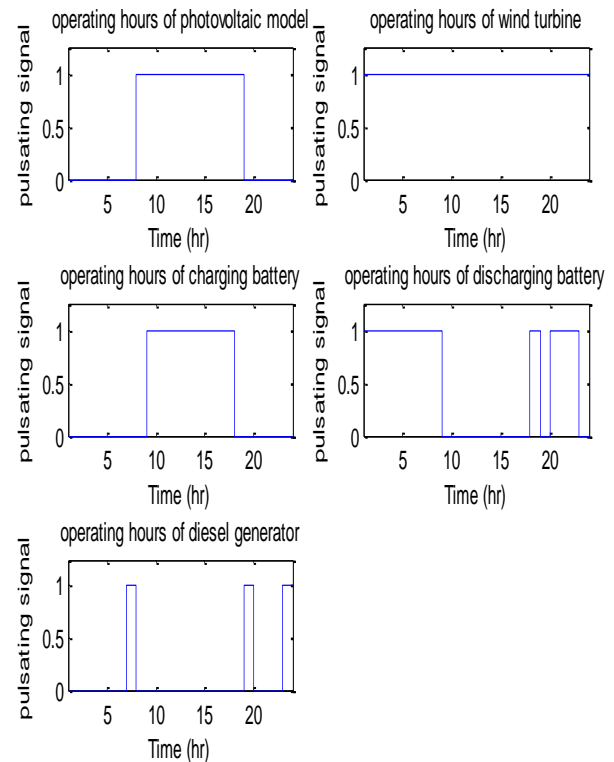 operating hours of photovoltaic model
pulsating signal
1
0.5
0
5 10 15 20
Time (hr)
operating hours of wind turbine
pulsating signal
1
0.5
0
5 10 15 20
Time (hr)
operating hours of charging battery
pulsating signal
1
0.5
0
5 10 15 20
Time (hr)
operating hours of discharging battery
pulsating signal
1
0.5
0
5 10 15 20
Time (hr)
operating hours of diesel generator
pulsating signal
1
0.5
0
5 10 15 20
Time (hr)